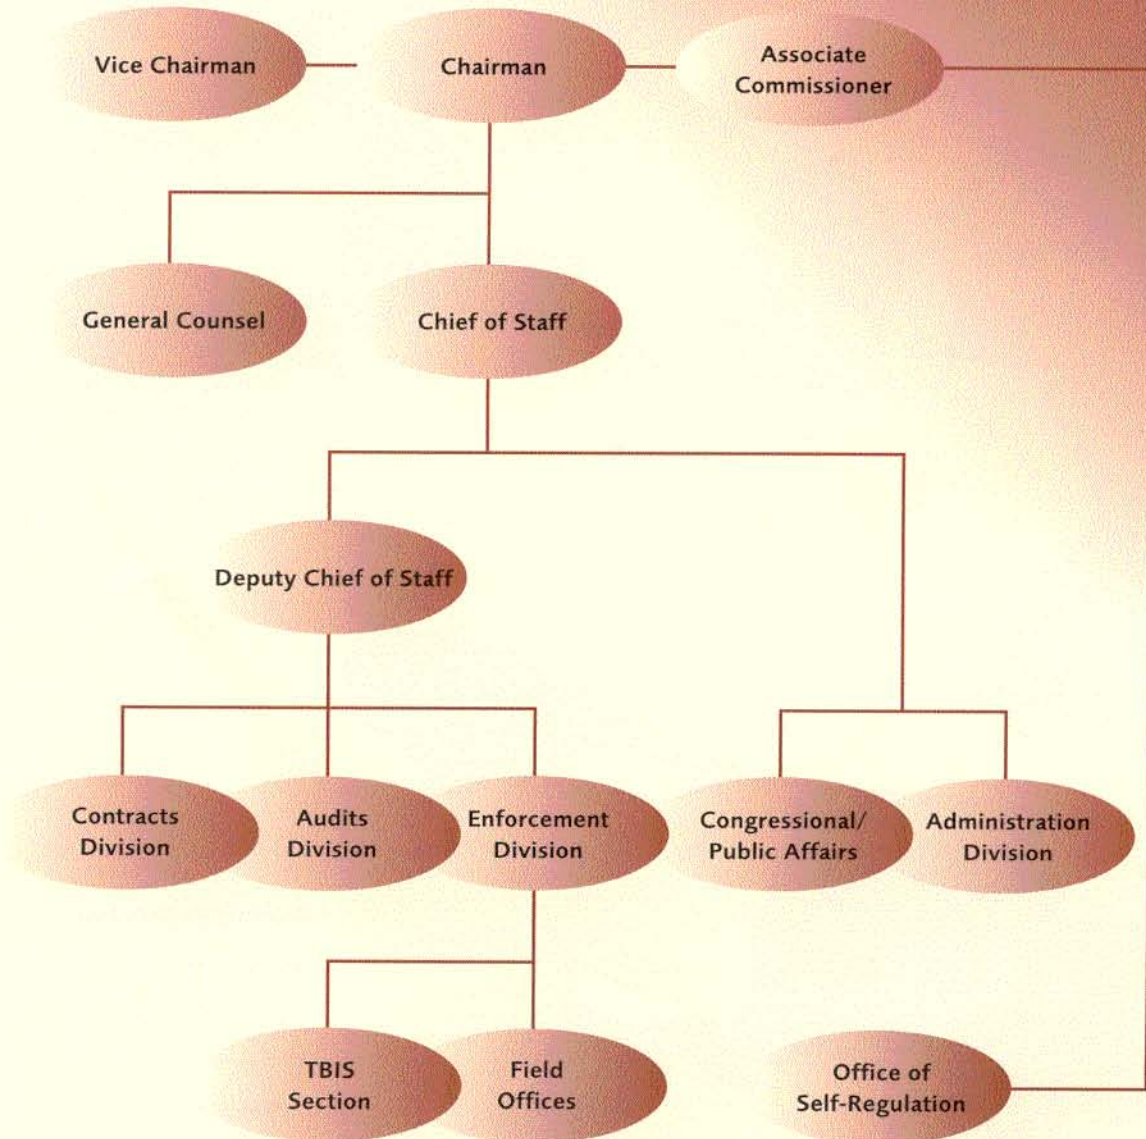 Vice Chairman
Chairman
Associate
Commissioner
General Counsel
Chief of Staff
Deputy Chief of Staff
Contracts
Division
Audits
Division
Enforcement
Division
Congressional/
Public Affairs
Administration
Division
TBIS
Section
Field
Offices
Office of
Self-Regulation